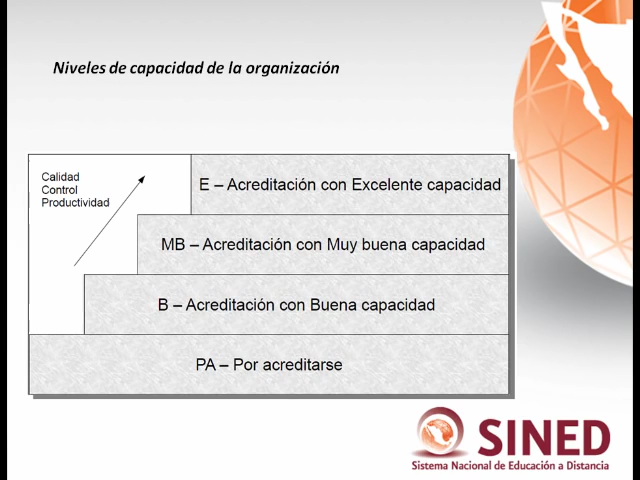 Niveles de capacidad de la organización
Calidad
Control
Productividad
E – Acreditación con Excelente capacidad
MB – Acreditación con Muy buena capacidad
B – Acreditación con Buena capacidad
PA – Por acreditarse
SINED
Sistema Nacional de Educación a Distancia